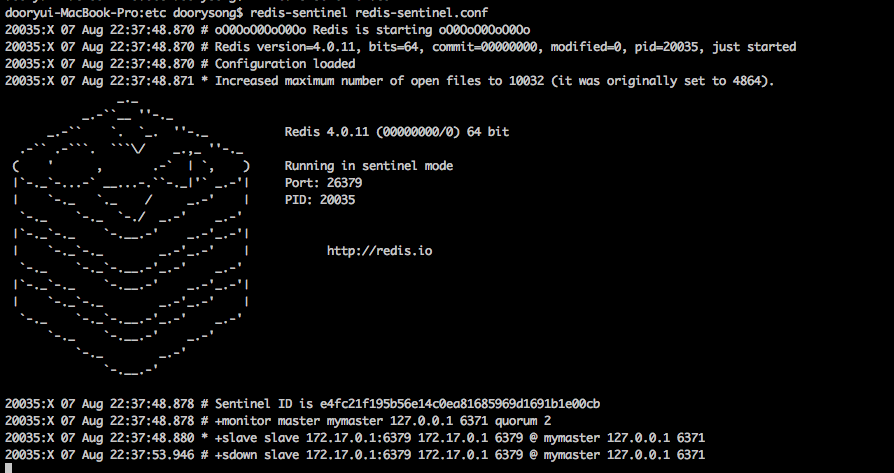 dooryui-MacBook-Pro:etc doorysong$ redis-sentinel redis-sentinel.conf
20035:X 07 Aug 22:37:48.870 # oO0OoO0OoO0Oo Redis is starting oO0OoO0OoO0Oo
20035:X 07 Aug 22:37:48.870 # Redis version=4.0.11, bits=64, commit=00000000, modified=0, pid=20035, just started
20035:X 07 Aug 22:37:48.870 # Configuration loaded
20035:X 07 Aug 22:37:48.871 * Increased maximum number of open files to 10032 (it was originally set to 4864).
Redis 4.0.11 (00000000/0) 64 bit
Running in sentinel mode
Port: 26379
PID: 20035
http://redis.io
20035:X 07 Aug 22:37:48.878 # Sentinel ID is e4fc21f195b56e14c0ea81685969d1691b1e00cb
20035:X 07 Aug 22:37:48.878 # +monitor master mymaster 127.0.0.1 6371 quorum 2
20035:X 07 Aug 22:37:48.880 * +slave slave 172.17.0.1:6379 172.17.0.1 6379 @ mymaster 127.0.0.1 6371
20035:X 07 Aug 22:37:53.946 # +sdown slave 172.17.0.1:6379 172.17.0.1 6379 @ mymaster 127.0.0.1 6371